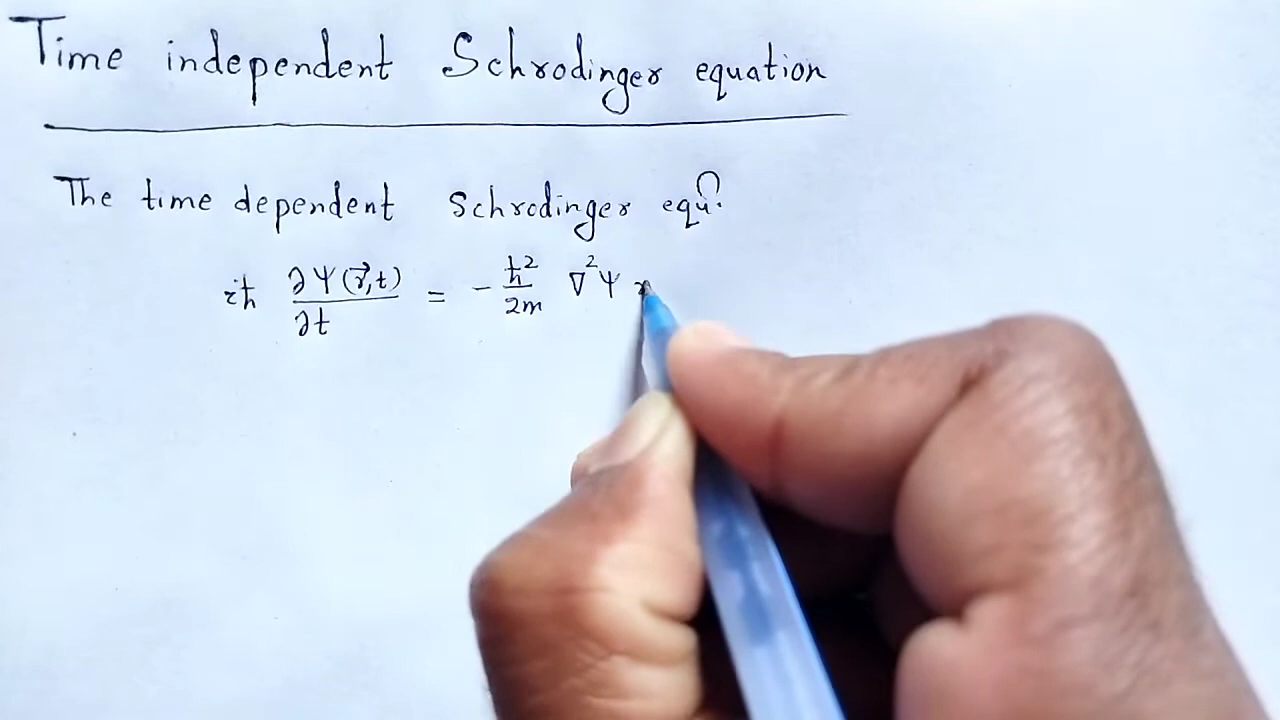 Time independent Schrodinger equation
The time dependent Schrodinger equⁿ.
iħ ∂Ψ(r⃗,t)/∂t = - ħ²/2m ∇²Ψ